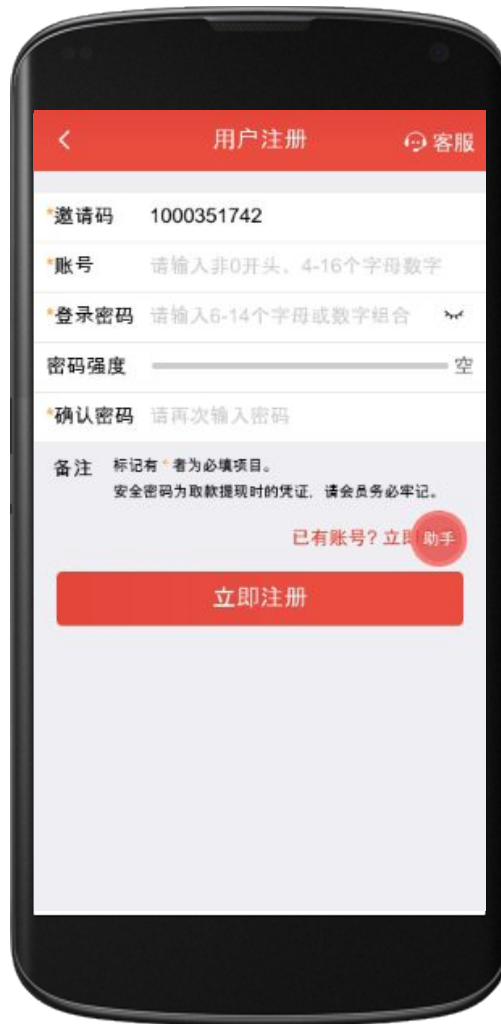 用户注册 客服
*邀请码 1000351742
*账号 请输入非0开头、4-16个字母数字
*登录密码 请输入6-14个字母或数字组合
密码强度 空
*确认密码 请再次输入密码
备注 标记有*者为必填项目。
安全密码为取款提现时的凭证, 请会员务必牢记。
已有账号? 立即 助手
立即注册